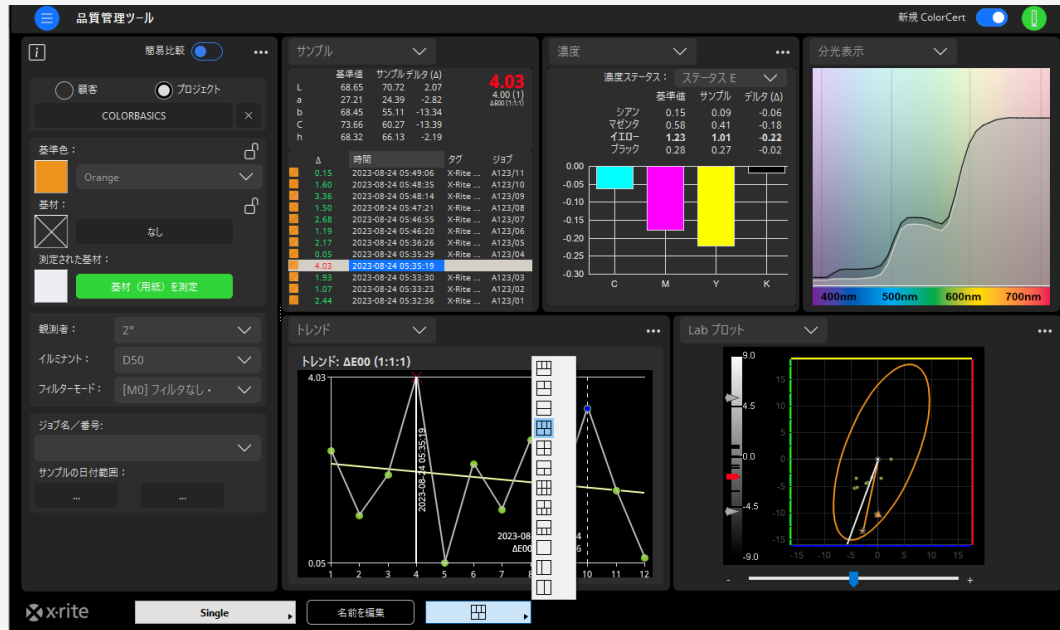 品質管理ツール
新規 ColorCert
簡易比較
顧客
プロジェクト
COLORBASICS
基準色：
Orange
基材：
なし
測定された基材：
基材（用紙）を測定
観測者：
2°
イルミナント：
D50
フィルターモード：
[M0] フィルタなし・
ジョブ名／番号:
サンプルの日付範囲：
...
...
サンプル
基準値 サンプル デルタ (Δ)
L 68.65 70.72 2.07
a 27.21 24.39 -2.82
b 68.45 55.11 -13.34
C 73.66 60.27 -13.39
h 68.32 66.13 -2.19
4.03
4.00 (1)
ΔE00 (1:1:1)
Δ 時間 タグ ジョブ
0.15 2023-08-24 05:49:06 X-Rite ... A123/11
1.60 2023-08-24 05:48:35 X-Rite ... A123/10
3.36 2023-08-24 05:48:14 X-Rite ... A123/09
1.50 2023-08-24 05:47:21 X-Rite ... A123/08
2.68 2023-08-24 05:46:55 X-Rite ... A123/07
1.19 2023-08-24 05:46:20 X-Rite ... A123/06
2.17 2023-08-24 05:36:26 X-Rite ... A123/05
0.05 2023-08-24 05:35:29 X-Rite ... A123/04
4.03 2023-08-24 05:35:19
1.93 2023-08-24 05:33:30 X-Rite ... A123/03
1.07 2023-08-24 05:33:23 X-Rite ... A123/02
2.44 2023-08-24 05:32:36 X-Rite ... A123/01
濃度
濃度ステータス： ステータス E
基準値 サンプル デルタ (Δ)
シアン 0.15 0.09 -0.06
マゼンタ 0.58 0.41 -0.18
イエロー 1.23 1.01 -0.22
ブラック 0.28 0.27 -0.02
0.00
-0.05
-0.10
-0.15
-0.20
-0.25
-0.30
C M Y K
分光表示
400nm 500nm 600nm 700nm
トレンド
トレンド: ΔE00 (1:1:1)
4.03
2023-08-24 05:35:19
2023-08
4
ΔE00
6
0.05
1 2 3 4 5 6 7 8 10 11 12
Lab プロット
9.0
4.5
0.0
-4.5
-9.0
15
10
5
0
-5
-10
-15
-15 -10 -5 0 5 10 15
- +
x·rite
Single
名前を編集